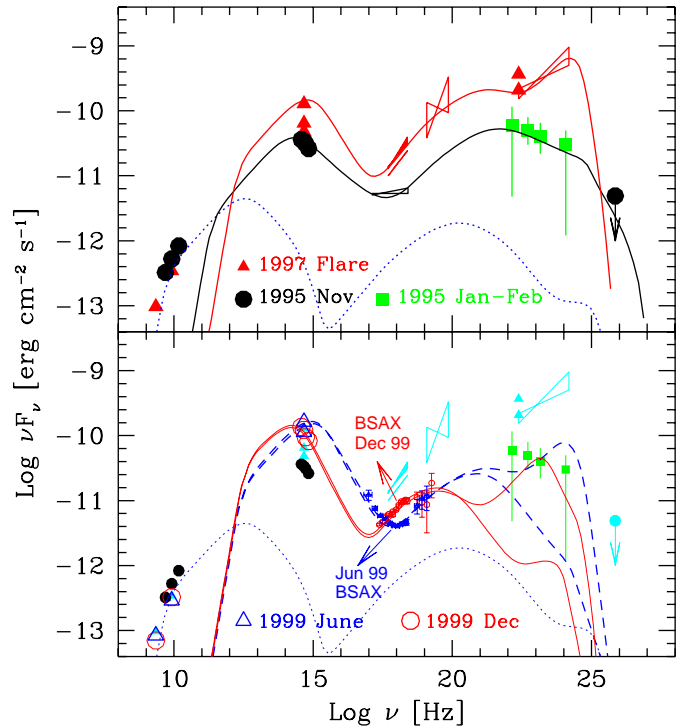 -9
-10
-11
-12
-13
1997 Flare
1995 Nov
1995 Jan-Feb
Log νFν [erg cm−2 s−1]
-9
-10
-11
-12
-13
BSAX
Dec 99
Jun 99
BSAX
1999 June
1999 Dec
10 15 20 25
Log ν [Hz]